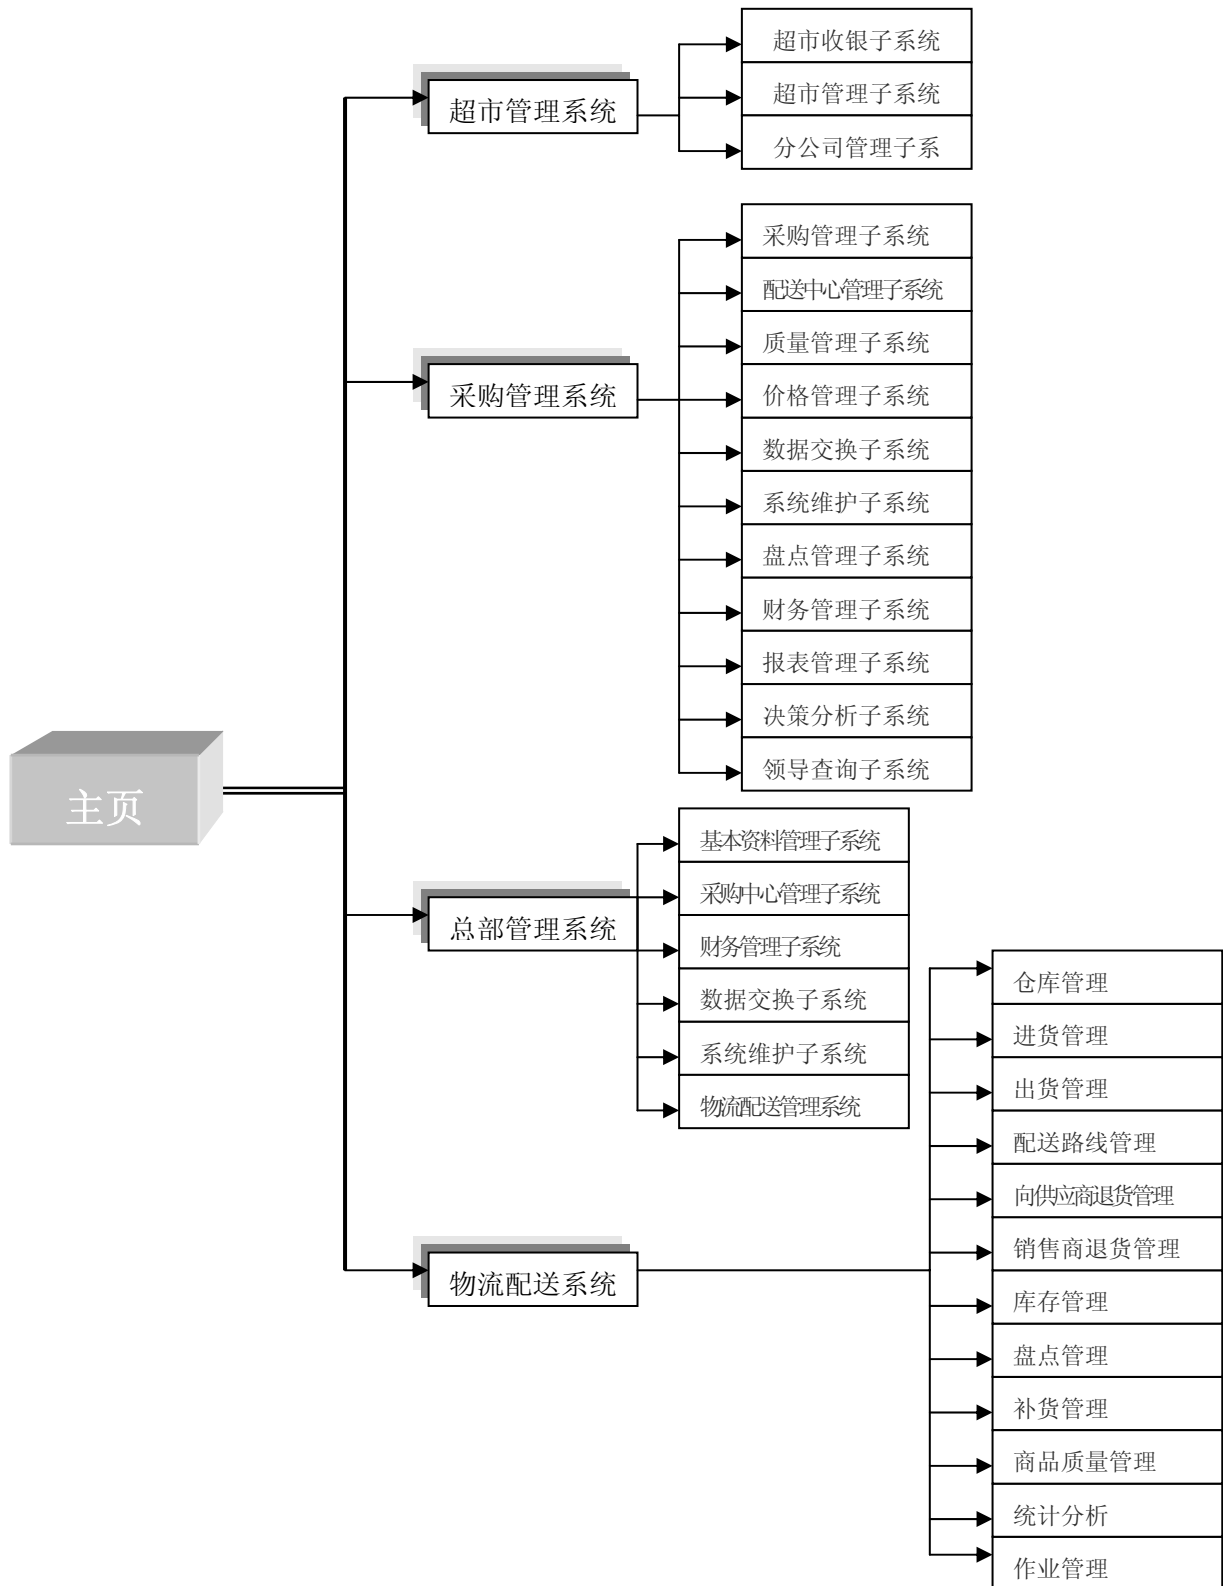 超市收银子系统
超市管理系统
超市管理子系统
分公司管理子系
采购管理子系统
配送中心管理子系统
质量管理子系统
采购管理系统
价格管理子系统
数据交换子系统
系统维护子系统
盘点管理子系统
财务管理子系统
报表管理子系统
决策分析子系统
领导查询子系统
主页
基本资料管理子系统
采购中心管理子系统
总部管理系统
财务管理子系统
数据交换子系统
系统维护子系统
物流配送管理系统
物流配送系统
仓库管理
进货管理
出货管理
配送路线管理
向供应商退货管理
销售商退货管理
库存管理
盘点管理
补货管理
商品质量管理
统计分析
作业管理